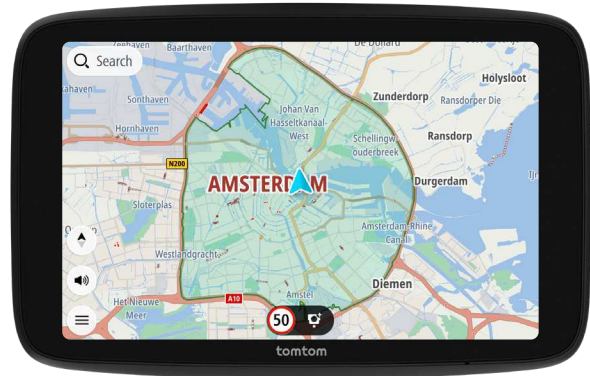 Zeehaven
Baarthaven
De Dollard
Search
Holysloot
Zunderdorp
Ransdorper Die
Sonthaven
Johan Van
Hasseltkanaal-
West
Hornhaven
Schellingw
ouderbreek
Ransdorp
N200
AMSTERDAM
Durgerdam
Sloterplas
Amsterdam-Rhine
Canal
Westlandgracht
Diemen
Het Nieuwe
Meer
A10
Amstel
50
tomtom